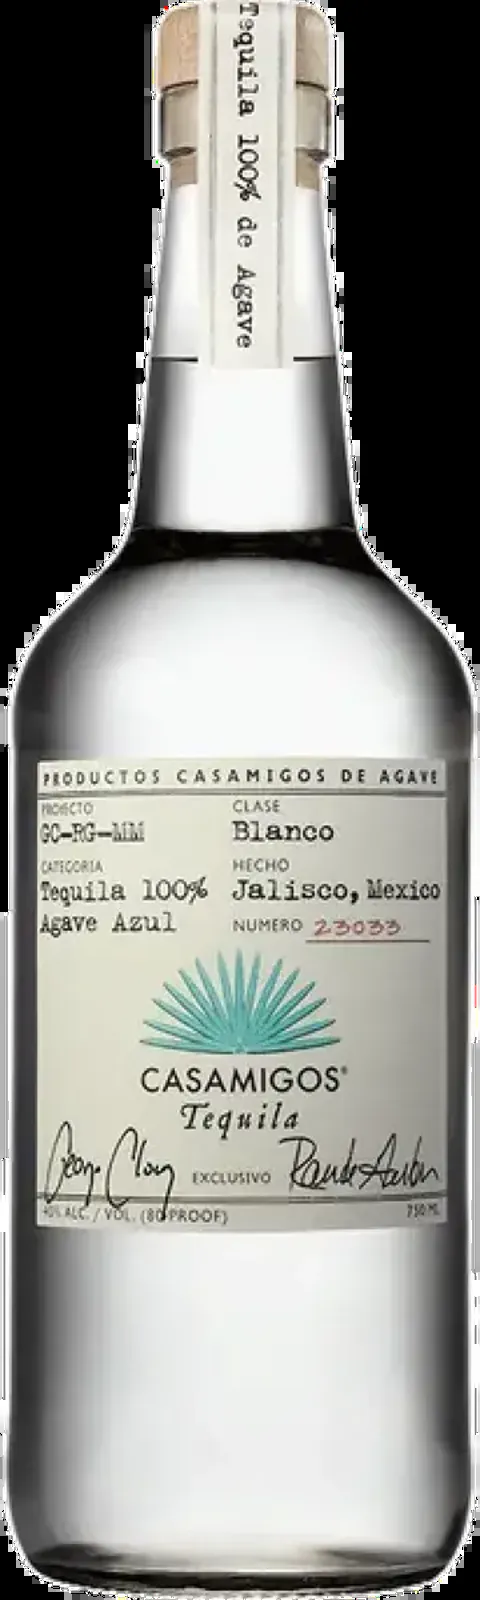 Tequila 100% de Agave
PRODUCTOS CASAMIGOS DE AGAVE
PROIECTO
CLASE
GC-RG-MM
Blanco
CATEGORIA
HECHO
Tequila 100%
Jalisco, Mexico
Agave Azul
NUMERO 23033
CASAMIGOS®
Tequila
EXCLUSIVO
40% ALC. / VOL. (80 PROOF)
750 ML